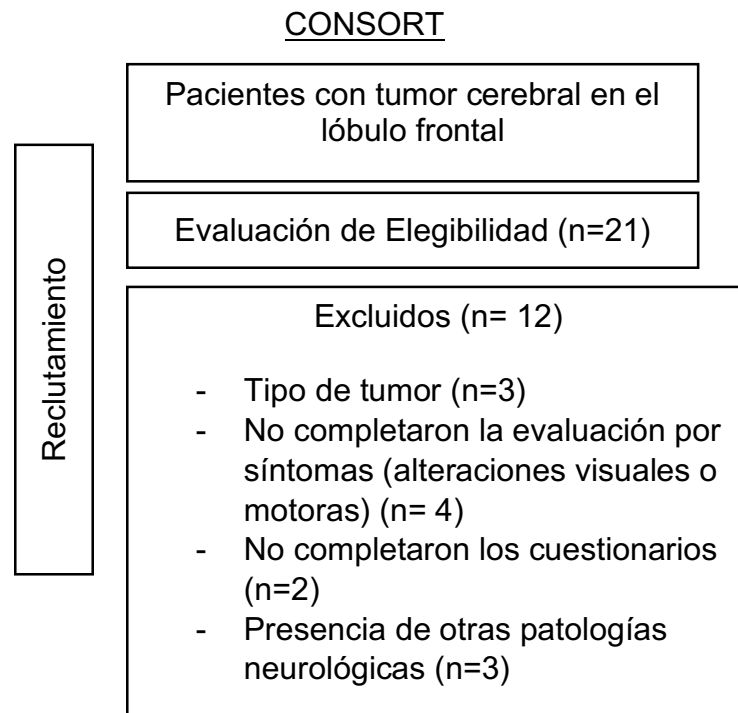 CONSORT
Pacientes con tumor cerebral en el
lóbulo frontal
Reclutamiento
Evaluación de Elegibilidad (n=21)
Excluidos (n= 12)
- Tipo de tumor (n=3)
- No completaron la evaluación por
síntomas (alteraciones visuales o
motoras) (n= 4)
- No completaron los cuestionarios
(n=2)
- Presencia de otras patologías
neurológicas (n=3)